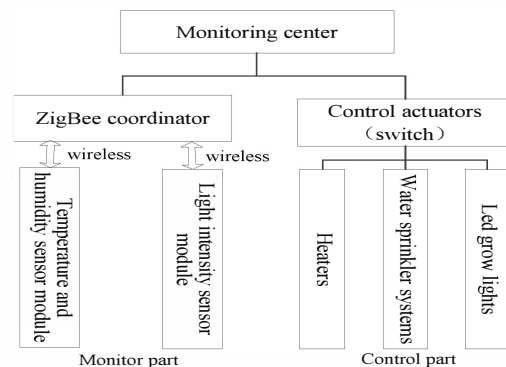 Monitoring center
ZigBee coordinator
Control actuators
（switch）
wireless
wireless
Temperature and
humidity sensor module
Light intensity sensor
module
Heaters
Water sprinkler systems
Led grow lights
Monitor part
Control part